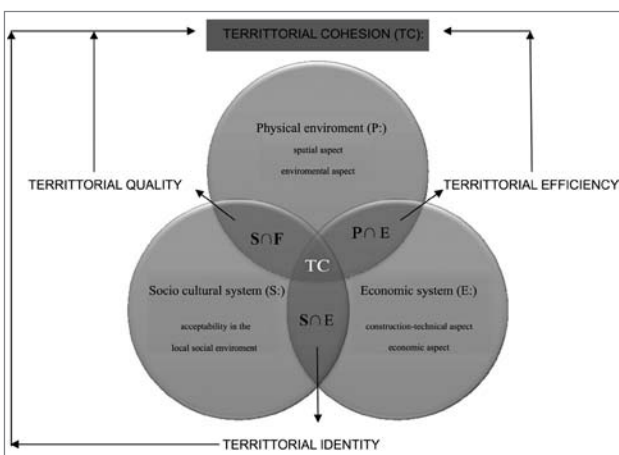 TERRITTORIAL COHESION (TC):
Physical enviroment (P:)
spatial aspect
enviromental aspect
TERRITTORIAL QUALITY
TERRITTORIAL EFFICIENCY
S∩F
P∩E
TC
Socio cultural system (S:)
Economic system (E:)
S∩E
acceptability in the
local social enviroment
construction-technical aspect
economic aspect
TERRITTORIAL IDENTITY